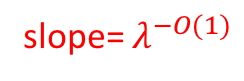 slope= λ^{-O(1)}